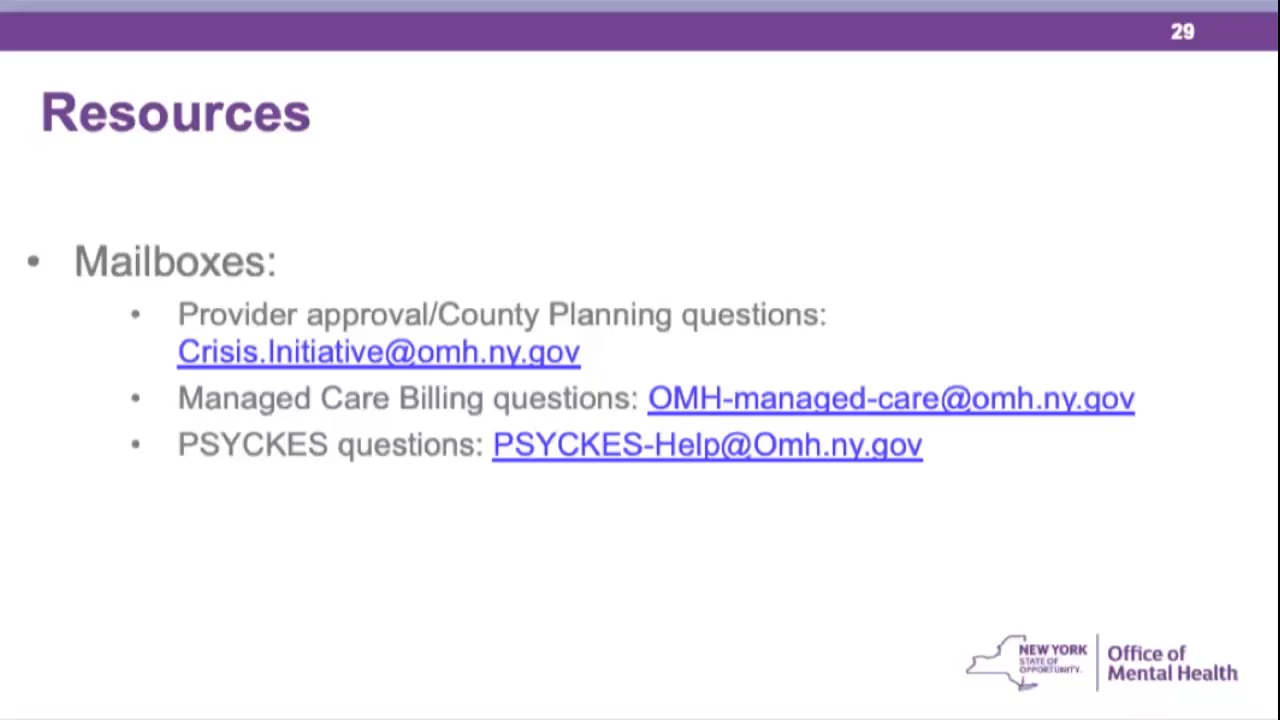 29
Resources
• Mailboxes:
• Provider approval/County Planning questions:
Crisis.Initiative@omh.ny.gov
• Managed Care Billing questions: OMH-managed-care@omh.ny.gov
• PSYCKES questions: PSYCKES-Help@Omh.ny.gov
NEW YORK
STATE OF
OPPORTUNITY.
Office of
Mental Health